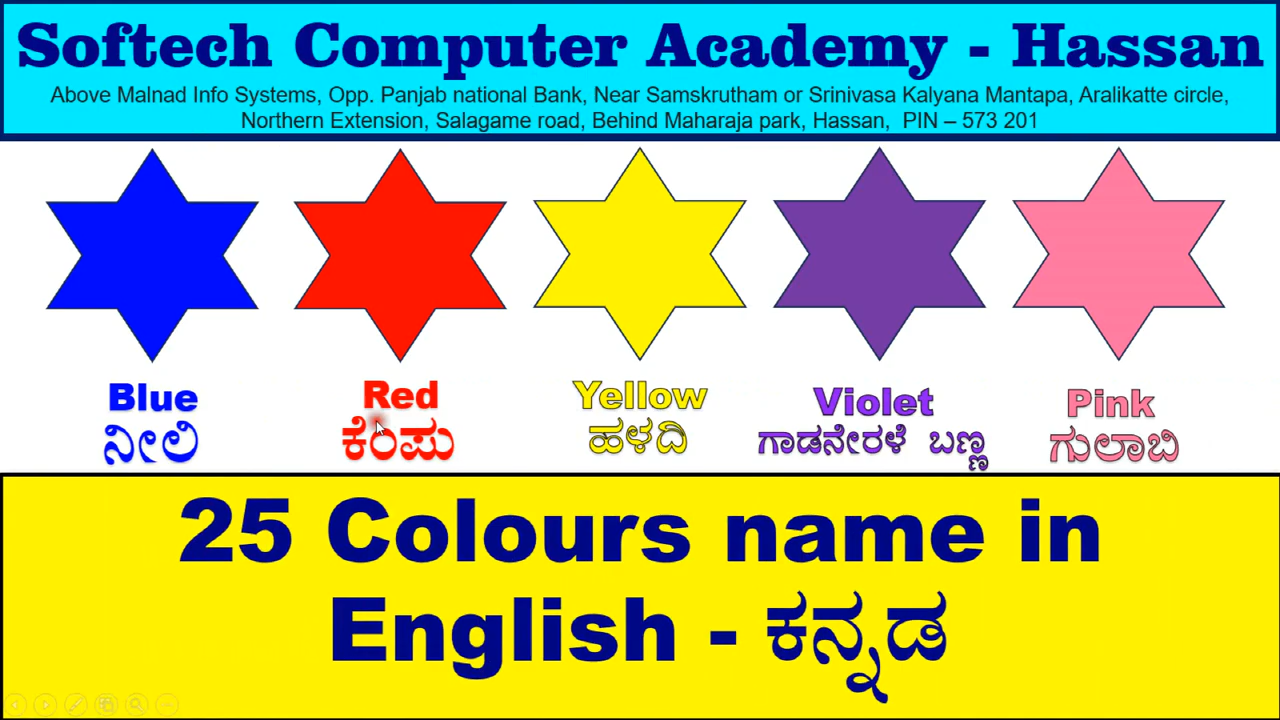 Softech Computer Academy - Hassan
Above Malnad Info Systems, Opp. Panjab national Bank, Near Samskrutham or Srinivasa Kalyana Mantapa, Aralikatte circle,
Northern Extension, Salagame road, Behind Maharaja park, Hassan, PIN – 573 201
Blue Red Yellow Violet Pink
ನೀಲಿ ಕೆಂಪು ಹಳದಿ ಗಾಡನೇರಳೆ ಬಣ್ಣ ಗುಲಾಬಿ
25 Colours name in
English - ಕನ್ನಡ